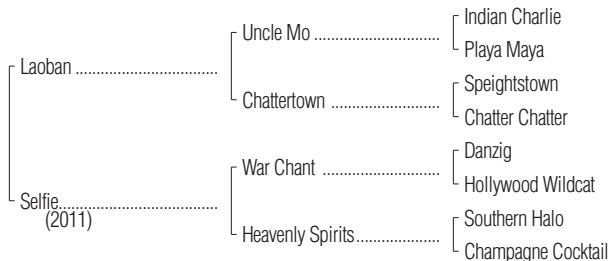 Indian Charlie
Uncle Mo ..............................
Playa Maya
Laoban ..................................
Speightstown
Chattertown ..........................
Chatter Chatter
Danzig
War Chant ............................
Hollywood Wildcat
Selfie......................................
(2011)
Southern Halo
Heavenly Spirits....................
Champagne Cocktail